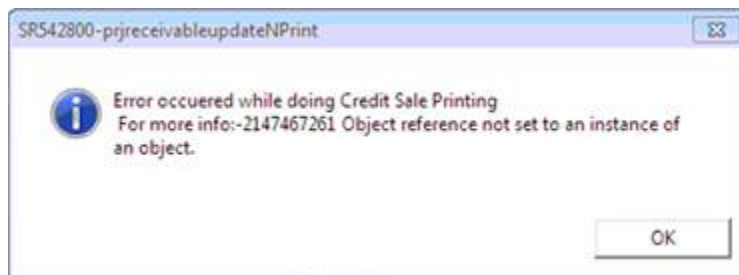 SR542800-prjreceivableupdateNPrint
Error occuered while doing Credit Sale Printing
For more info:-2147467261 Object reference not set to an instance of
an object.
OK